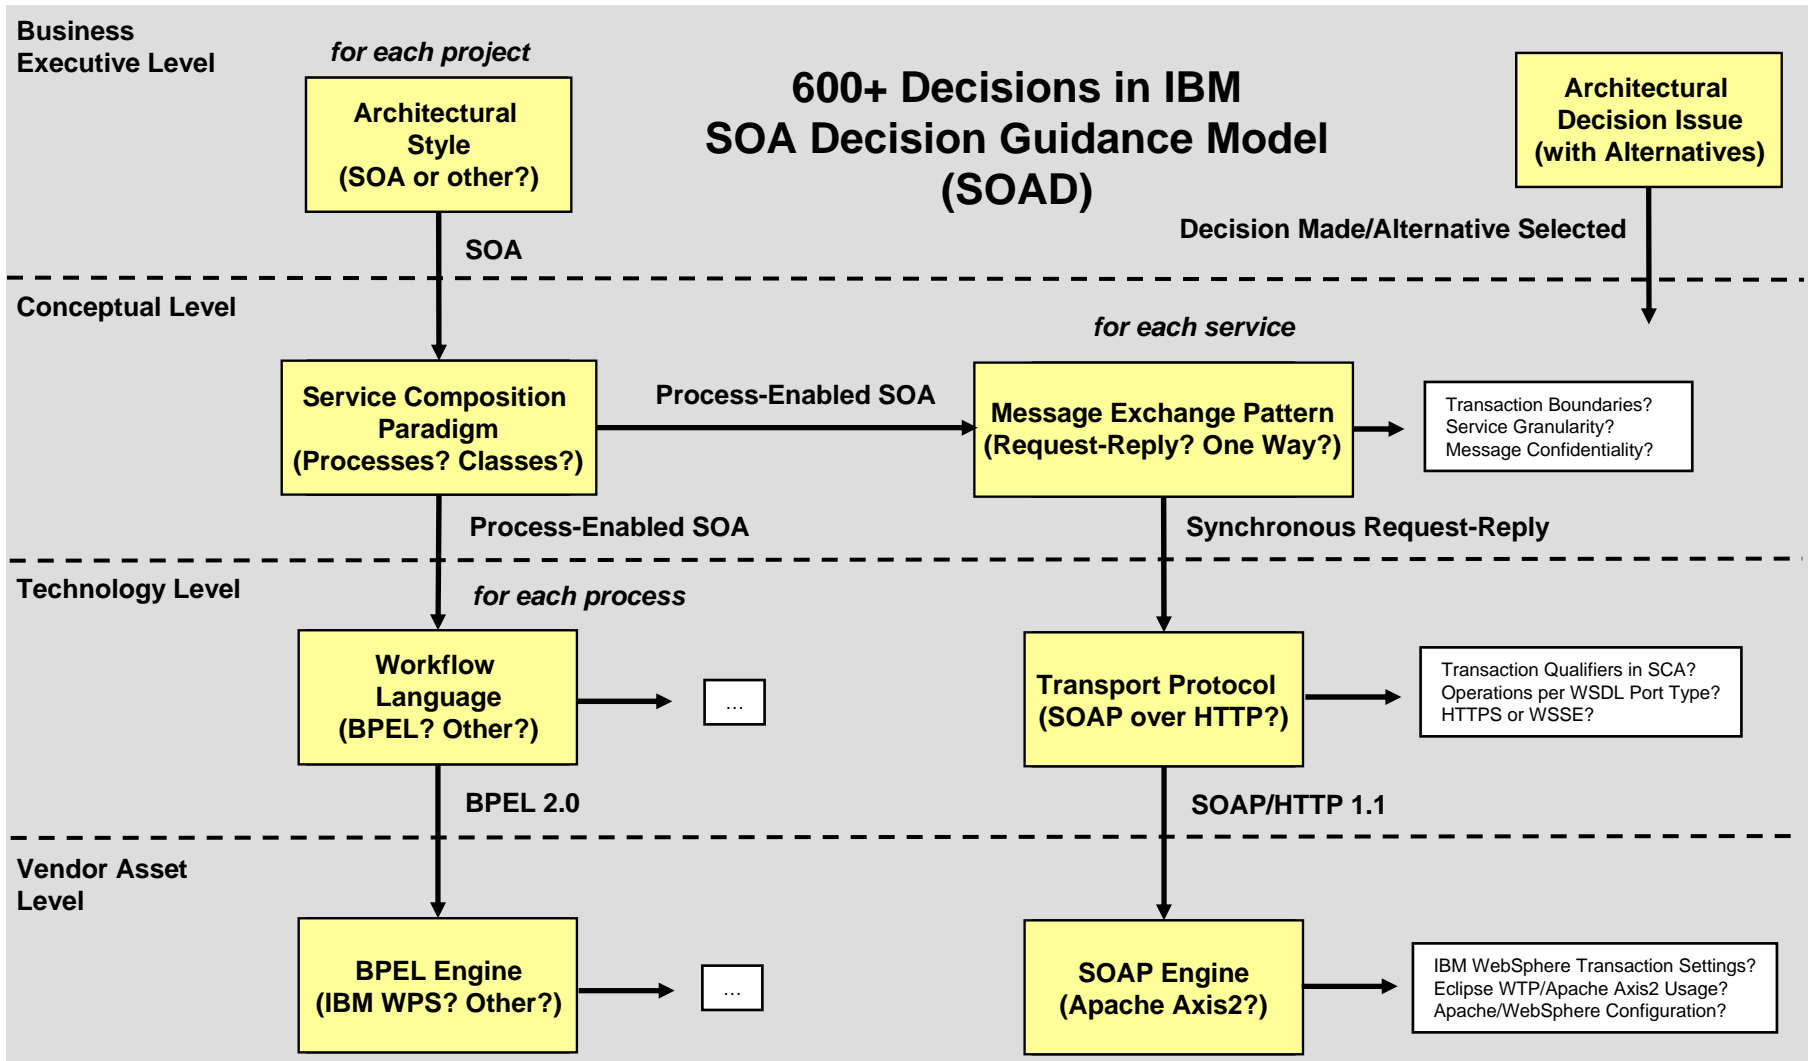 Business
Executive Level
for each project
Architectural
Style
(SOA or other?)
600+ Decisions in IBM
SOA Decision Guidance Model
(SOAD)
Architectural
Decision Issue
(with Alternatives)
Decision Made/Alternative Selected
SOA
Conceptual Level
for each service
Service Composition
Paradigm
(Processes? Classes?)
Process-Enabled SOA
Message Exchange Pattern
(Request-Reply? One Way?)
Transaction Boundaries?
Service Granularity?
Message Confidentiality?
Process-Enabled SOA
Synchronous Request-Reply
Technology Level
for each process
Workflow
Language
(BPEL? Other?)
…
Transport Protocol
(SOAP over HTTP?)
Transaction Qualifiers in SCA?
Operations per WSDL Port Type?
HTTPS or WSSE?
BPEL 2.0
SOAP/HTTP 1.1
Vendor Asset
Level
BPEL Engine
(IBM WPS? Other?)
…
SOAP Engine
(Apache Axis2?)
IBM WebSphere Transaction Settings?
Eclipse WTP/Apache Axis2 Usage?
Apache/WebSphere Configuration?